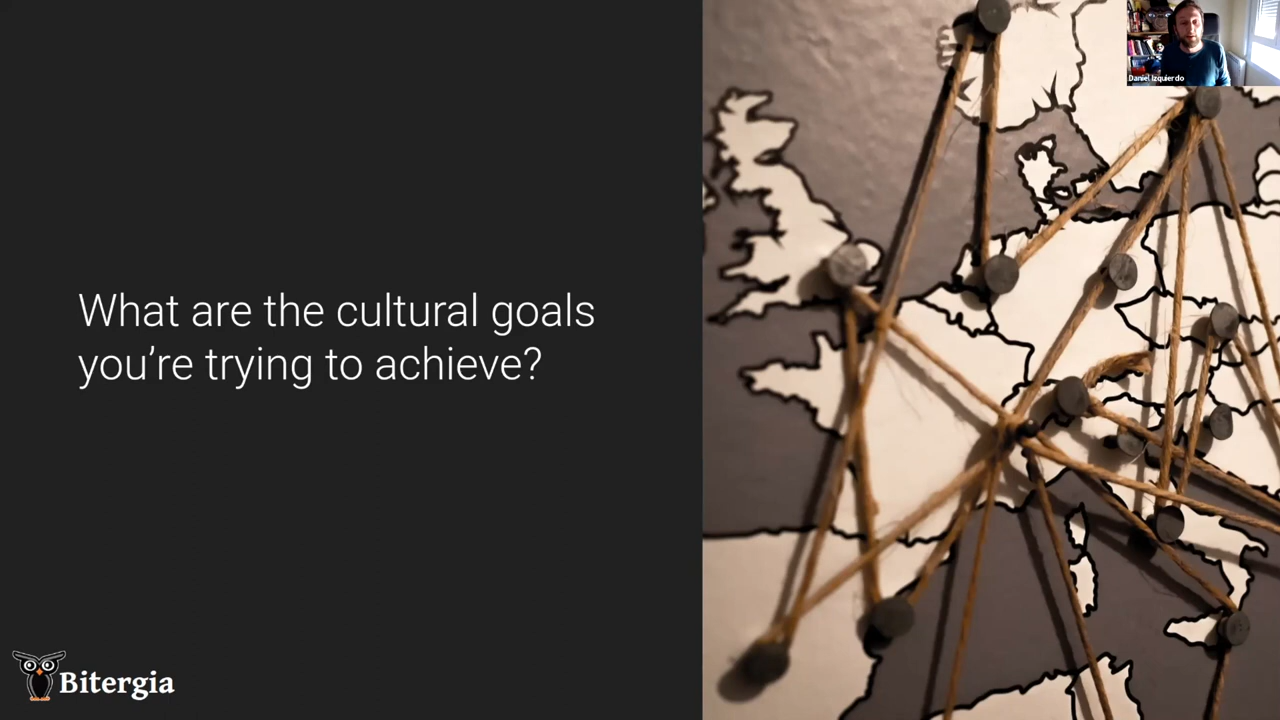 Daniel Izquierdo
What are the cultural goals
you're trying to achieve?
Bitergia